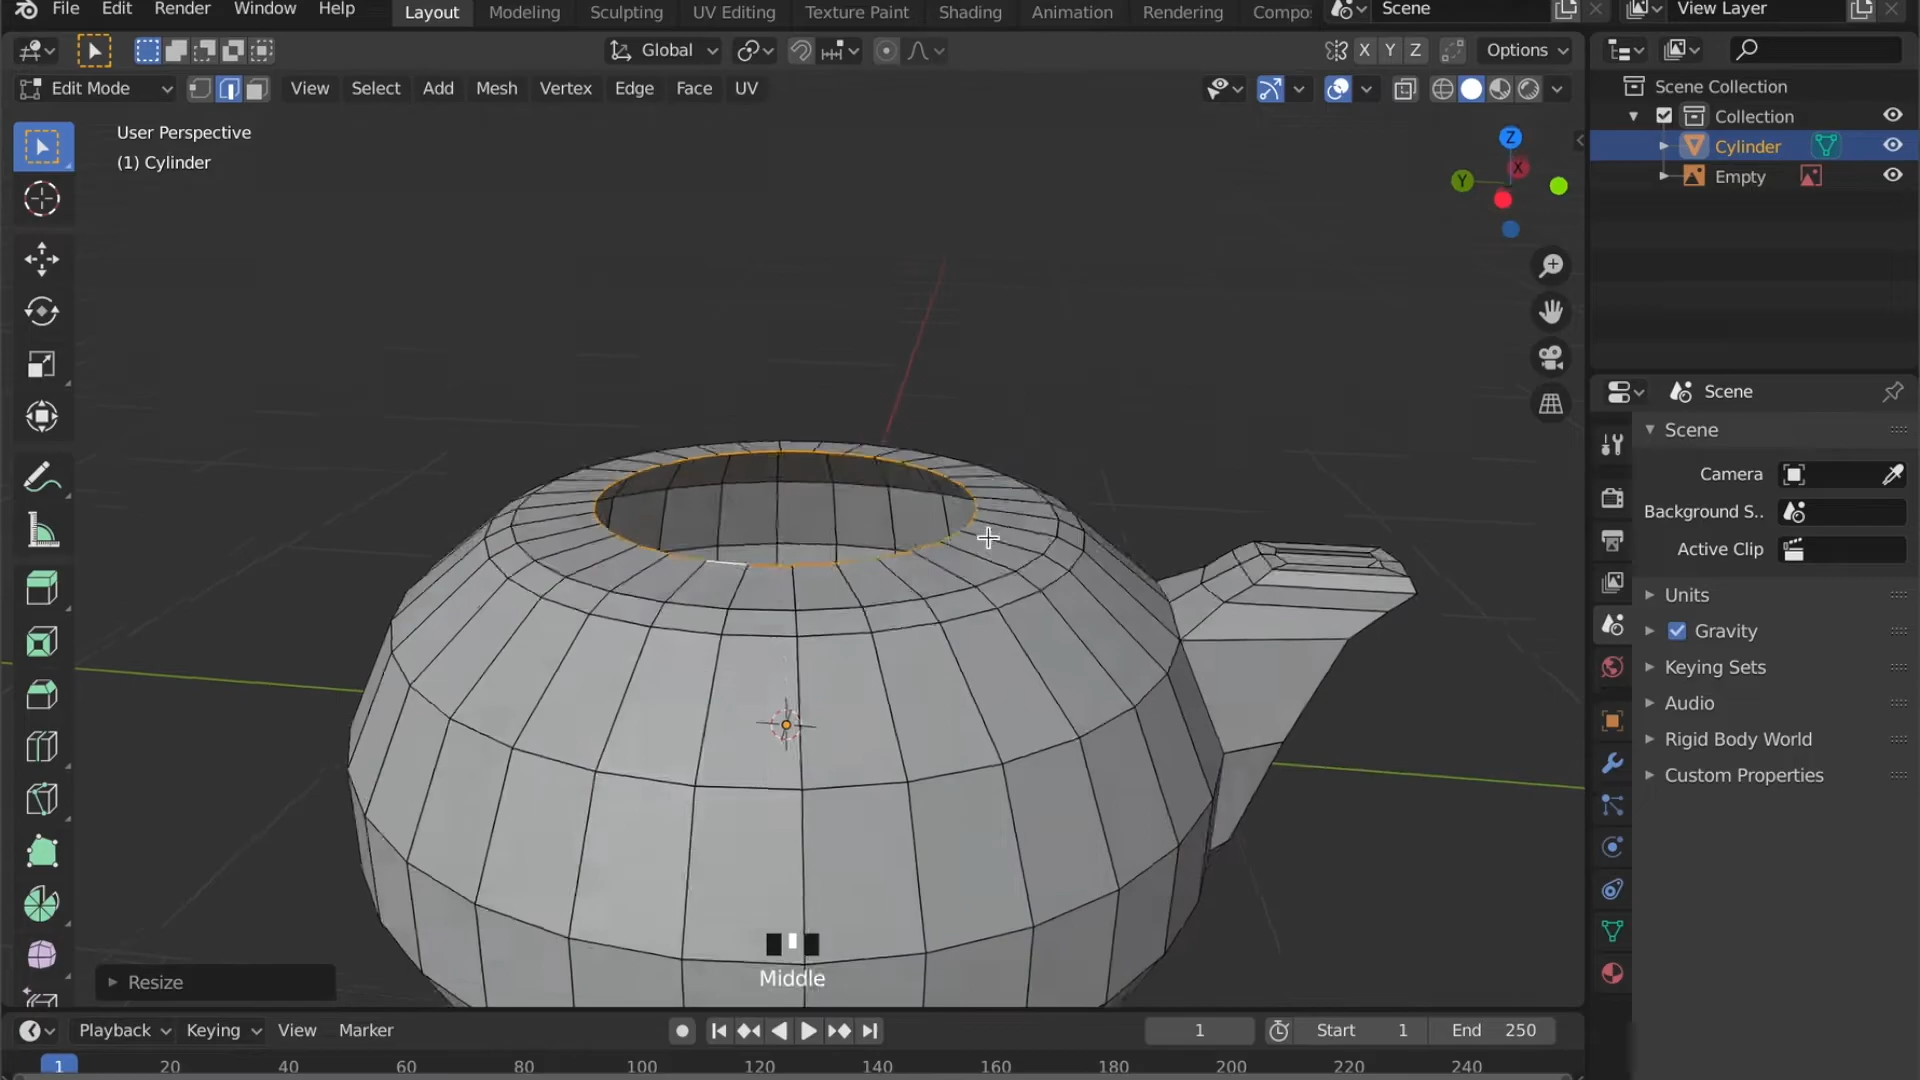 File Edit Render Window Help Layout Modeling Sculpting UV Editing Texture Paint Shading Animation Rendering Compo Scene View Layer
Global X Y Z Options
Edit Mode View Select Add Mesh Vertex Edge Face UV
User Perspective
(1) Cylinder
Z
X
Y
Scene Collection
Collection
Cylinder
Empty
Scene
Scene
Camera
Background S..
Active Clip
Units
Gravity
Keying Sets
Audio
Rigid Body World
Custom Properties
Resize
Middle
Playback Keying View Marker 1 Start 1 End 250
1 20 40 60 80 100 120 140 160 180 200 220 240